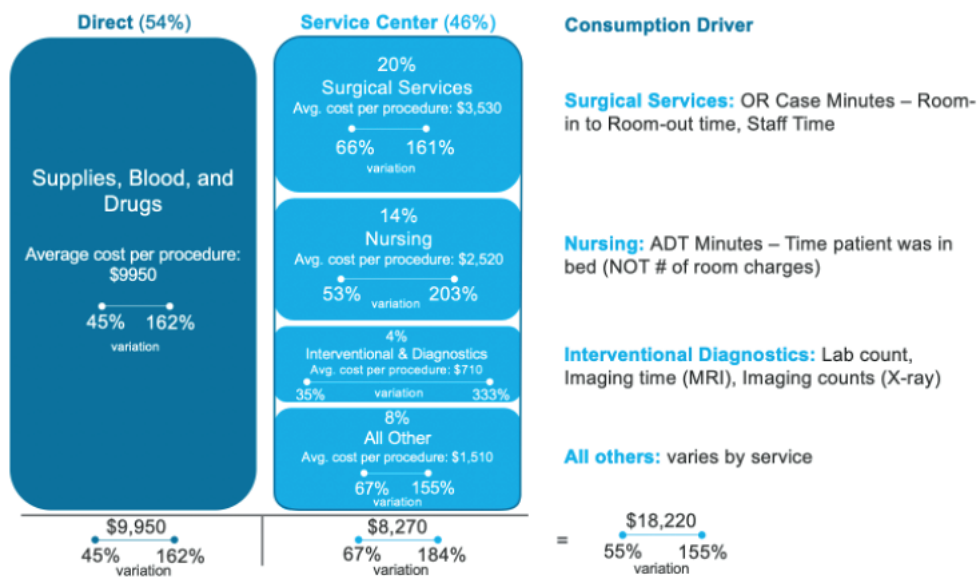 Direct (54%)
Supplies, Blood, and
Drugs
Average cost per procedure:
$9950
45% 162%
variation
Service Center (46%)
20%
Surgical Services
Avg. cost per procedure: $3,530
66% 161%
variation
14%
Nursing
Avg. cost per procedure: $2,520
53% variation 203%
4%
Interventional & Diagnostics
Avg. cost per procedure: $710
35% variation 333%
8%
All Other
Avg. cost per procedure: $1,510
67% 155%
variation
Consumption Driver
Surgical Services: OR Case Minutes – Room-
in to Room-out time, Staff Time
Nursing: ADT Minutes – Time patient was in
bed (NOT # of room charges)
Interventional Diagnostics: Lab count,
Imaging time (MRI), Imaging counts (X-ray)
All others: varies by service
$9,950
45% 162%
variation
$8,270
67% 184%
variation
=
$18,220
55% 155%
variation